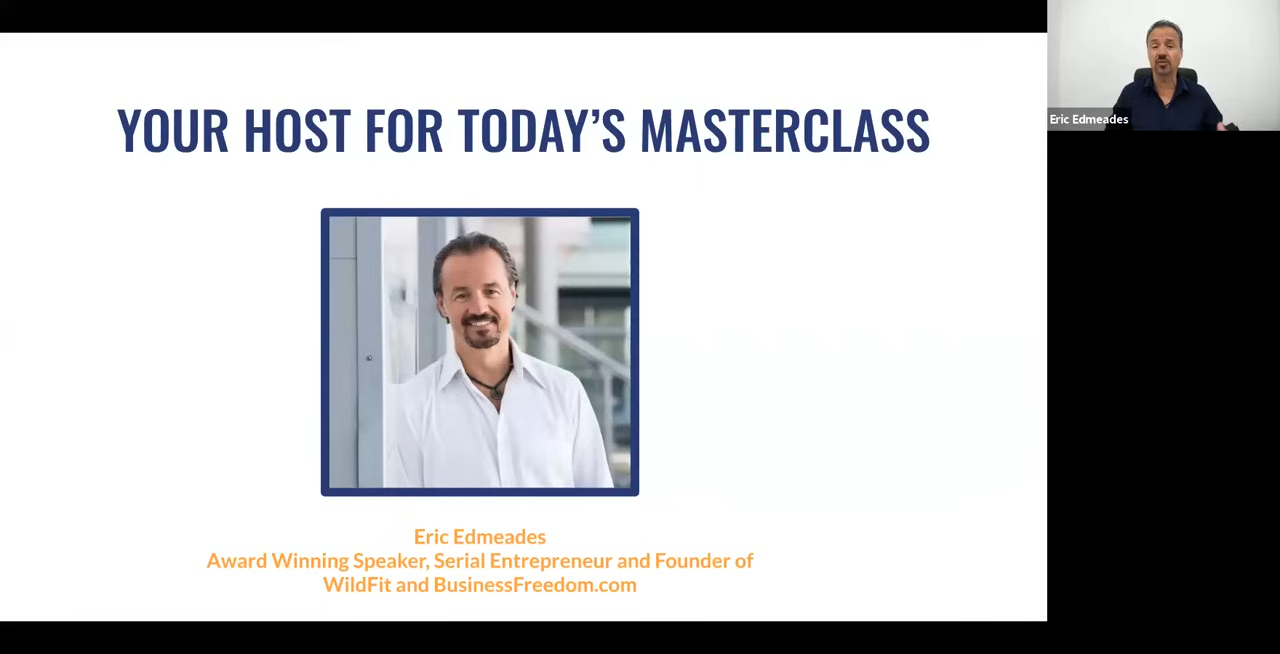 YOUR HOST FOR TODAY’S MASTERCLASS
Eric Edmeades
Eric Edmeades
Award Winning Speaker, Serial Entrepreneur and Founder of
WildFit and BusinessFreedom.com